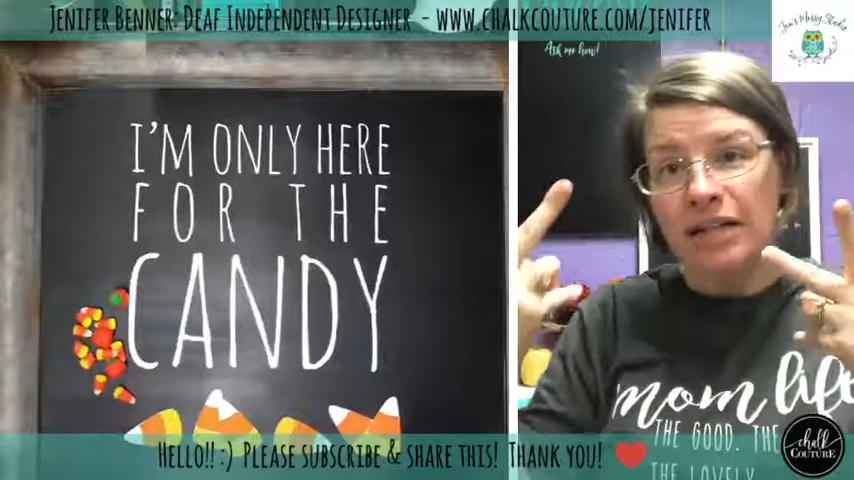 Jenifer Benner: Deaf Independent Designer - www.chalkcouture.com/jenifer
Ask me how!
Jen's Messy Studio
I'M ONLY HERE
FOR THE
CANDY
mom life
THE GOOD. THE
THE LOVELY
chalk
COUTURE
Hello!! :) Please subscribe & share this! Thank you!